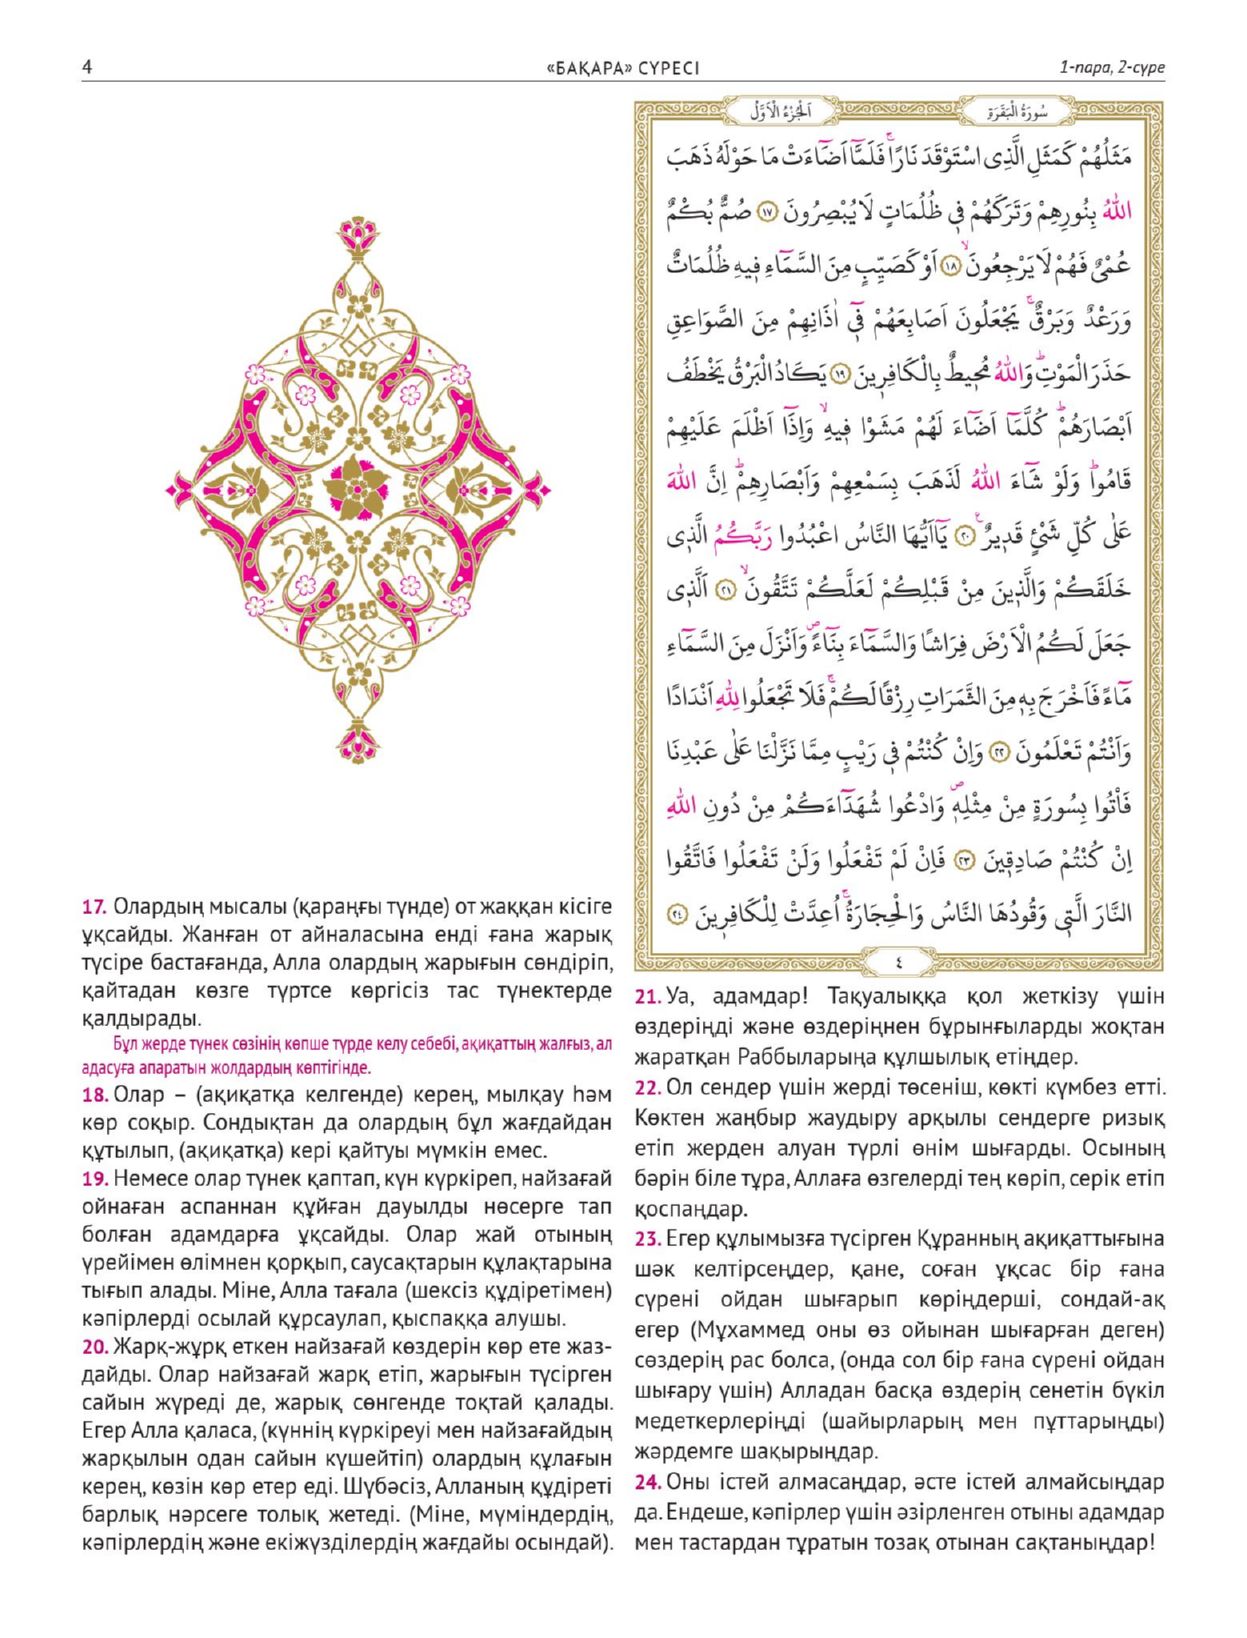 4
«БАҚАРА» СҮРЕСІ
1-пара, 2-сүре
اَلْجُزْءُ الْاَوَّلُ
سُورَةُ الْبَقَرَةِ
مَثَلُهُمْ كَمَثَلِ الَّذِى اسْتَوْقَدَ نَارًاۚ فَلَمَّٓا اَضَٓاءَتْ مَا حَوْلَهُ ذَهَبَ
اللّٰهُ بِنُورِهِمْ وَتَرَكَهُمْ فٖى ظُلُمَاتٍ لَا يُبْصِرُونَ ﴿١٧﴾ صُمٌّ بُكْمٌ
عُمْىٌ فَهُمْ لَا يَرْجِعُونَۙ ﴿١٨﴾ اَوْ كَصَيِّبٍ مِنَ السَّمَٓاءِ فٖيهِ ظُلُمَاتٌ
وَرَعْدٌ وَبَرْقٌۚ يَجْعَلُونَ اَصَابِعَهُمْ فٖٓى اٰذَانِهِمْ مِنَ الصَّوَاعِقِ
حَذَرَ الْمَوْتِؕ وَاللّٰهُ مُحٖيطٌ بِالْكَافِرٖينَ ﴿١٩﴾ يَكَادُ الْبَرْقُ يَخْطَفُ
اَبْصَارَهُمْؕ كُلَّمَٓا اَضَٓاءَ لَهُمْ مَشَوْا فٖيهِۙ وَاِذَٓا اَظْلَمَ عَلَيْهِمْ
قَامُواؕ وَلَوْ شَٓاءَ اللّٰهُ لَذَهَبَ بِسَمْعِهِمْ وَاَبْصَارِهِمْؕ اِنَّ اللّٰهَ
عَلٰى كُلِّ شَىْءٍ قَدٖيرٌࣖ ﴿٢٠﴾ يَٓا اَيُّهَا النَّاسُ اعْبُدُوا رَبَّكُمُ الَّذٖى
خَلَقَكُمْ وَالَّذٖينَ مِنْ قَبْلِكُمْ لَعَلَّكُمْ تَتَّقُونَۙ ﴿٢١﴾ اَلَّذٖى
جَعَلَ لَكُمُ الْاَرْضَ فِرَاشًا وَالسَّمَٓاءَ بِنَٓاءًࣕ وَاَنْزَلَ مِنَ السَّمَٓاءِ
مَٓاءً فَاَخْرَجَ بِهٖ مِنَ الثَّمَرَاتِ رِزْقًا لَكُمْۚ فَلَا تَجْعَلُوا لِلّٰهِ اَنْدَادًا
وَاَنْتُمْ تَعْلَمُونَ ﴿٢٢﴾ وَاِنْ كُنْتُمْ فٖى رَيْبٍ مِمَّا نَزَّلْنَا عَلٰى عَبْدِنَا
فَاْتُوا بِسُورَةٍ مِنْ مِثْلِهٖࣕ وَادْعُوا شُهَدَٓاءَكُمْ مِنْ دُونِ اللّٰهِ
اِنْ كُنْتُمْ صَادِقٖينَ ﴿٢٣﴾ فَاِنْ لَمْ تَفْعَلُوا وَلَنْ تَفْعَلُوا فَاتَّقُوا
النَّارَ الَّتٖى وَقُودُهَا النَّاسُ وَالْحِجَارَةُۚ اُعِدَّتْ لِلْكَافِرٖينَ ﴿٢٤﴾
٤
17. Олардың мысалы (қараңғы түнде) от жаққан кісіге
ұқсайды. Жанған от айналасына енді ғана жарық
түсіре бастағанда, Алла олардың жарығын сөндіріп,
қайтадан көзге түртсе көргісіз тас түнектерде
қалдырады.
Бұл жерде түнек сөзінің көпше түрде келу себебі, ақиқаттың жалғыз, ал
адасуға апаратын жолдардың көптігінде.
18. Олар – (ақиқатқа келгенде) керең, мылқау һәм
көр соқыр. Сондықтан да олардың бұл жағдайдан
құтылып, (ақиқатқа) кері қайтуы мүмкін емес.
19. Немесе олар түнек қаптап, күн күркіреп, найзағай
ойнаған аспаннан құйған дауылды нөсерге тап
болған адамдарға ұқсайды. Олар жай отының
үрейімен өлімнен қорқып, саусақтарын құлақтарына
тығып алады. Міне, Алла тағала (шексіз құдіретімен)
кәпірлерді осылай құрсаулап, қыспаққа алушы.
20. Жарқ-жұрқ еткен найзағай көздерін көр ете жаз-
дайды. Олар найзағай жарқ етіп, жарығын түсірген
сайын жүреді де, жарық сөнгенде тоқтай қалады.
Егер Алла қаласа, (күннің күркіреуі мен найзағайдың
жарқылын одан сайын күшейтіп) олардың құлағын
керең, көзін көр етер еді. Шүбәсіз, Алланың құдіреті
барлық нәрсеге толық жетеді. (Міне, мүміндердің,
кәпірлердің және екіжүзділердің жағдайы осындай).
21. Уа, адамдар! Тақуалыққа қол жеткізу үшін
өздеріңді және өздеріңнен бұрынғыларды жоқтан
жаратқан Раббыларыңа құлшылық етіңдер.
22. Ол сендер үшін жерді төсеніш, көкті күмбез етті.
Көктен жаңбыр жаудыру арқылы сендерге ризық
етіп жерден алуан түрлі өнім шығарды. Осының
бәрін біле тұра, Аллаға өзгелерді тең көріп, серік етіп
қоспаңдар.
23. Егер құлымызға түсірген Құранның ақиқаттығына
шәк келтірсеңдер, қане, соған ұқсас бір ғана
сүрені ойдан шығарып көріңдерші, сондай-ақ
егер (Мұхаммед оны өз ойынан шығарған деген)
сөздерің рас болса, (онда сол бір ғана сүрені ойдан
шығару үшін) Алладан басқа өздерің сенетін бүкіл
медеткерлеріңді (шайырларың мен пұттарыңды)
жәрдемге шақырыңдар.
24. Оны істей алмасаңдар, әсте істей алмайсыңдар
да. Ендеше, кәпірлер үшін әзірленген отыны адамдар
мен тастардан тұратын тозақ отынан сақтаныңдар!